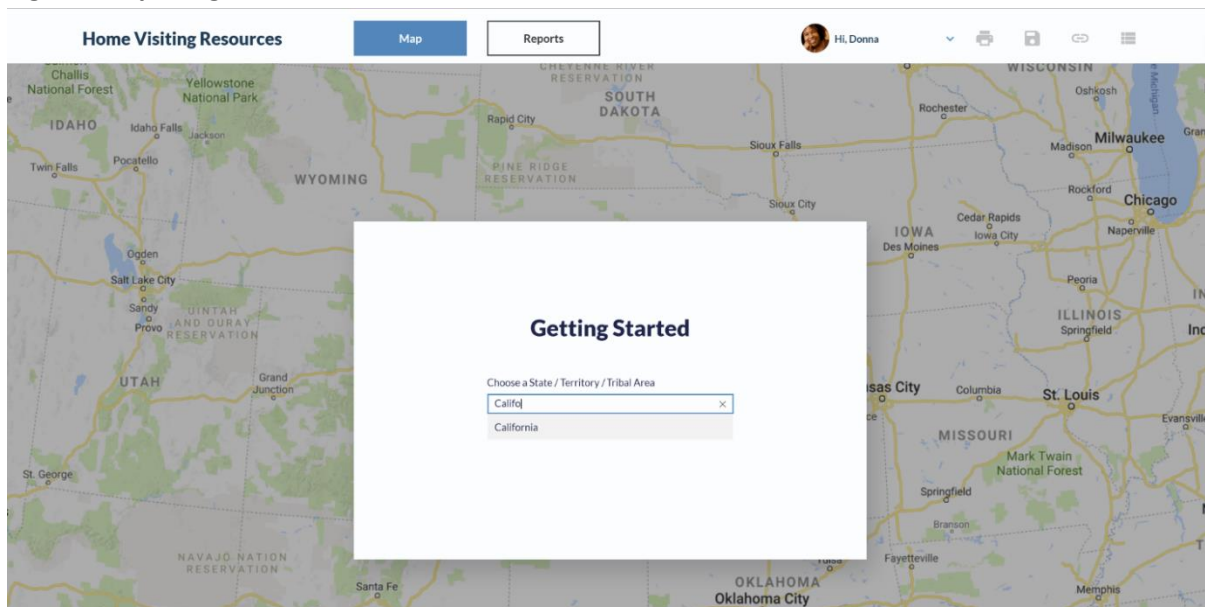 Home Visiting Resources
Map
Reports
Hi, Donna
Challis
National Forest
Yellowstone
National Park
CHEYENNE RIVER
RESERVATION
SOUTH
DAKOTA
WISCONSIN
Oshkosh
Michigan
IDAHO
Idaho Falls
Jackson
Rapid City
Rochester
Sioux Falls
Madison
Milwaukee
Twin Falls
Pocatello
WYOMING
PINE RIDGE
RESERVATION
Sioux City
Rockford
Chicago
Naperville
Cedar Rapids
IOWA
Iowa City
Des Moines
Ogden
Salt Lake City
Sandy
Provo
UINTAH
AND OURAY
RESERVATION
Peoria
ILLINOIS
Springfield
UTAH
Grand
Junction
Getting Started
Choose a State / Territory / Tribal Area
Califo
California
Columbia
St. Louis
MISSOURI
Mark Twain
National Forest
St. George
Springfield
Branson
NAVAJO NATION
RESERVATION
Santa Fe
Fayetteville
OKLAHOMA
Oklahoma City
Memphis